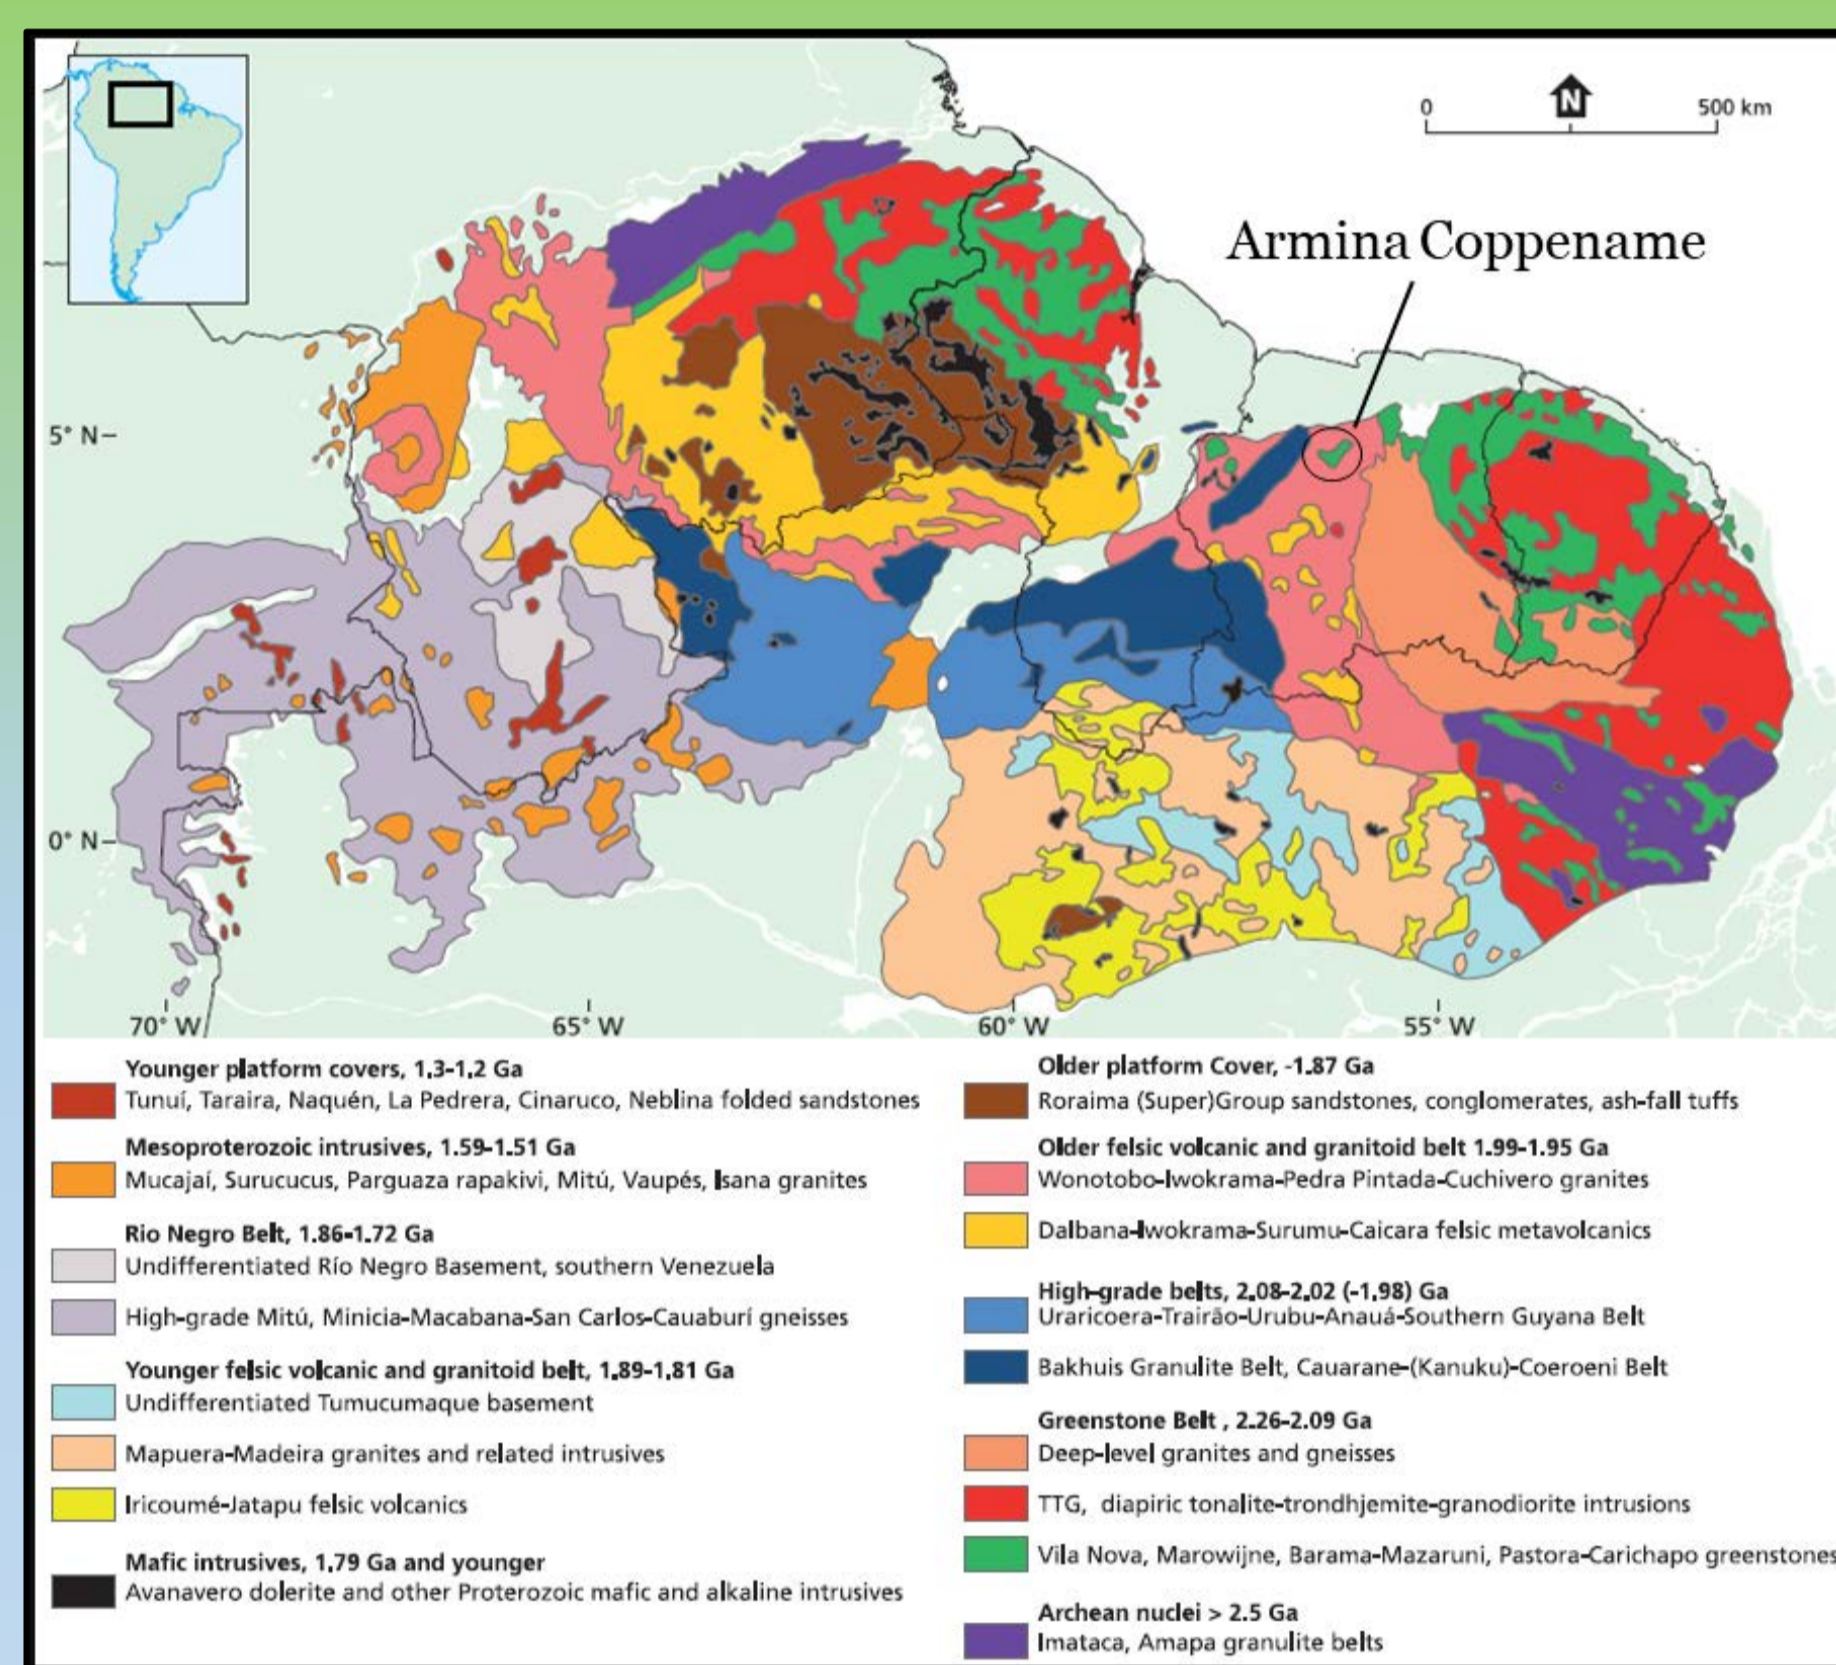 N
0 500 km
Armina Coppename
5° N
0° N
70° W 65° W 60° W 55° W
Younger platform covers, 1.3-1.2 Ga
Tunuí, Taraira, Naquén, La Pedrera, Cinaruco, Neblina folded sandstones
Mesoproterozoic intrusives, 1.59-1.51 Ga
Mucajaí, Surucucus, Parguaza rapakivi, Mitú, Vaupés, Isana granites
Rio Negro Belt, 1.86-1.72 Ga
Undifferentiated Río Negro Basement, southern Venezuela
High-grade Mitú, Minicia-Macabana-San Carlos-Cauaburí gneisses
Younger felsic volcanic and granitoid belt, 1.89-1.81 Ga
Undifferentiated Tumucumaque basement
Mapuera-Madeira granites and related intrusives
Iricoumé-Jatapu felsic volcanics
Mafic intrusives, 1.79 Ga and younger
Avanavero dolerite and other Proterozoic mafic and alkaline intrusives
Older platform Cover, -1.87 Ga
Roraima (Super)Group sandstones, conglomerates, ash-fall tuffs
Older felsic volcanic and granitoid belt 1.99-1.95 Ga
Wonotobo-Iwokrama-Pedra Pintada-Cuchivero granites
Dalbana-Iwokrama-Surumu-Caicara felsic metavolcanics
High-grade belts, 2.08-2.02 (-1.98) Ga
Uraricoera-Trairão-Urubu-Anauá-Southern Guyana Belt
Bakhuis Granulite Belt, Cauarane-(Kanuku)-Coeroeni Belt
Greenstone Belt , 2.26-2.09 Ga
Deep-level granites and gneisses
TTG, diapiric tonalite-trondhjemite-granodiorite intrusions
Vila Nova, Marowijne, Barama-Mazaruni, Pastora-Carichapo greenstones
Archean nuclei > 2.5 Ga
Imataca, Amapa granulite belts